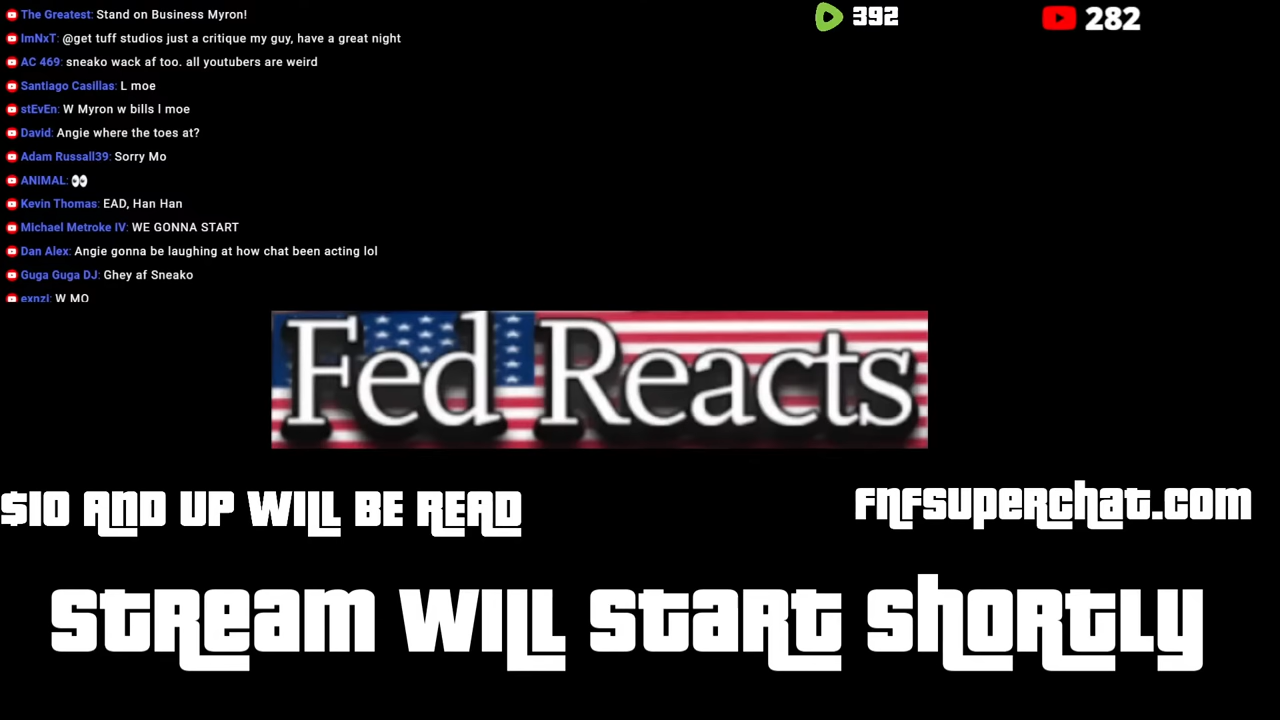 The Greatest: Stand on Business Myron!
ImNxT: @get tuff studios just a critique my guy, have a great night
AC 469: sneako wack af too. all youtubers are weird
Santiago Casillas: L moe
stEvEn: W Myron w bills l moe
David: Angie where the toes at?
Adam Russall39: Sorry Mo
ANIMAL: 👀
Kevin Thomas: EAD, Han Han
Michael Metroke IV: WE GONNA START
Dan Alex: Angie gonna be laughing at how chat been acting lol
Guga Guga DJ: Ghey af Sneako
exnzi: W MO
392
282
Fed Reacts
$10 AND UP WILL BE READ
fnfsuperchat.com
Stream Will Start Shortly